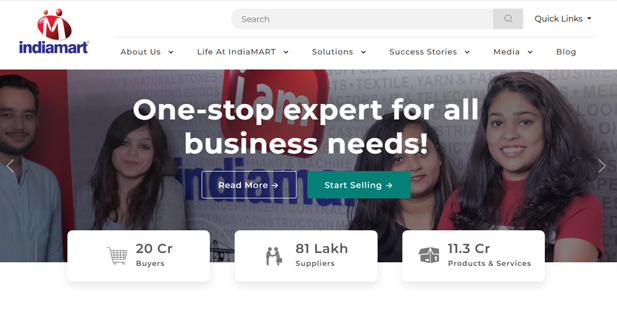 Search
Quick Links
indiamart
About Us
Life At IndiaMART
Solutions
Success Stories
Media
Blog
One-stop expert for all
business needs!
Read More →
Start Selling →
20 Cr
Buyers
81 Lakh
Suppliers
11.3 Cr
Products & Services